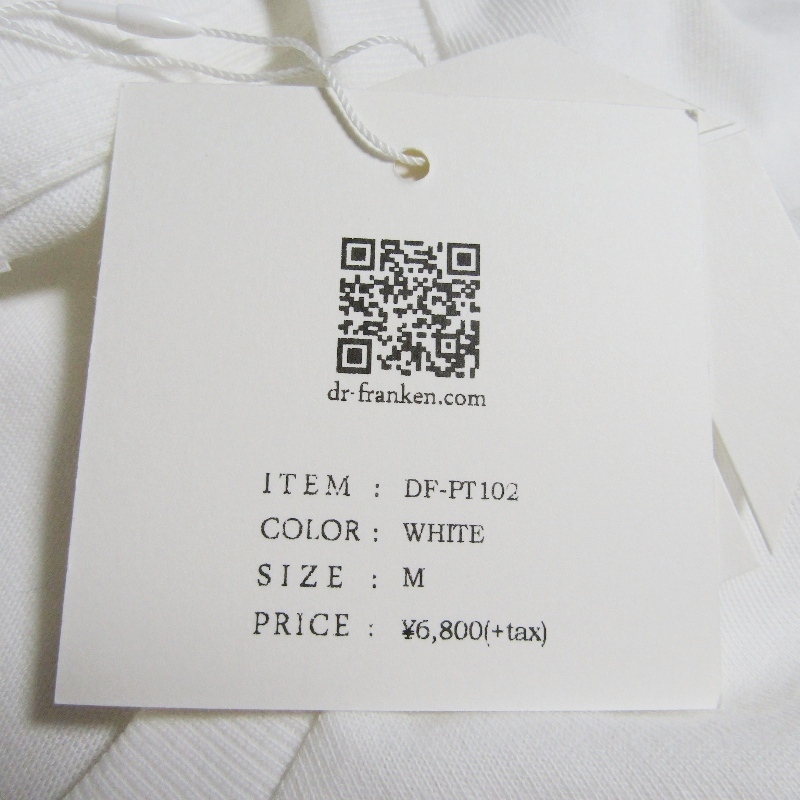 dr-franken.com
ITEM : DF-PT102
COLOR : WHITE
SIZE : M
PRICE : ¥6,800(+tax)